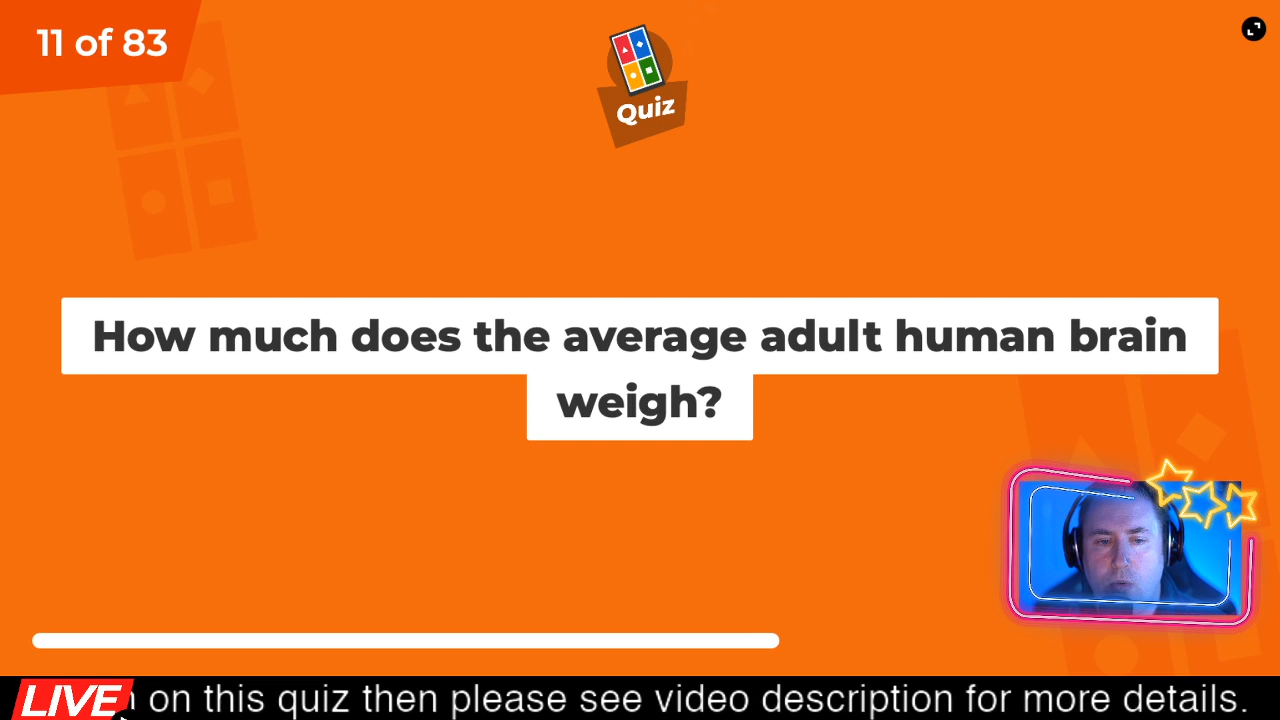 11 of 83
Quiz
How much does the average adult human brain
weigh?
LIVE on this quiz then please see video description for more details.